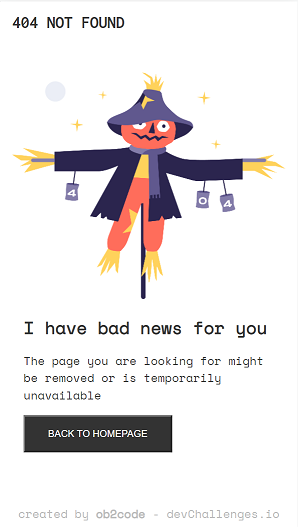 404 NOT FOUND
4
0
4
I have bad news for you
The page you are looking for might
be removed or is temporarily
unavailable
BACK TO HOMEPAGE
created by ob2code - devChallenges.io